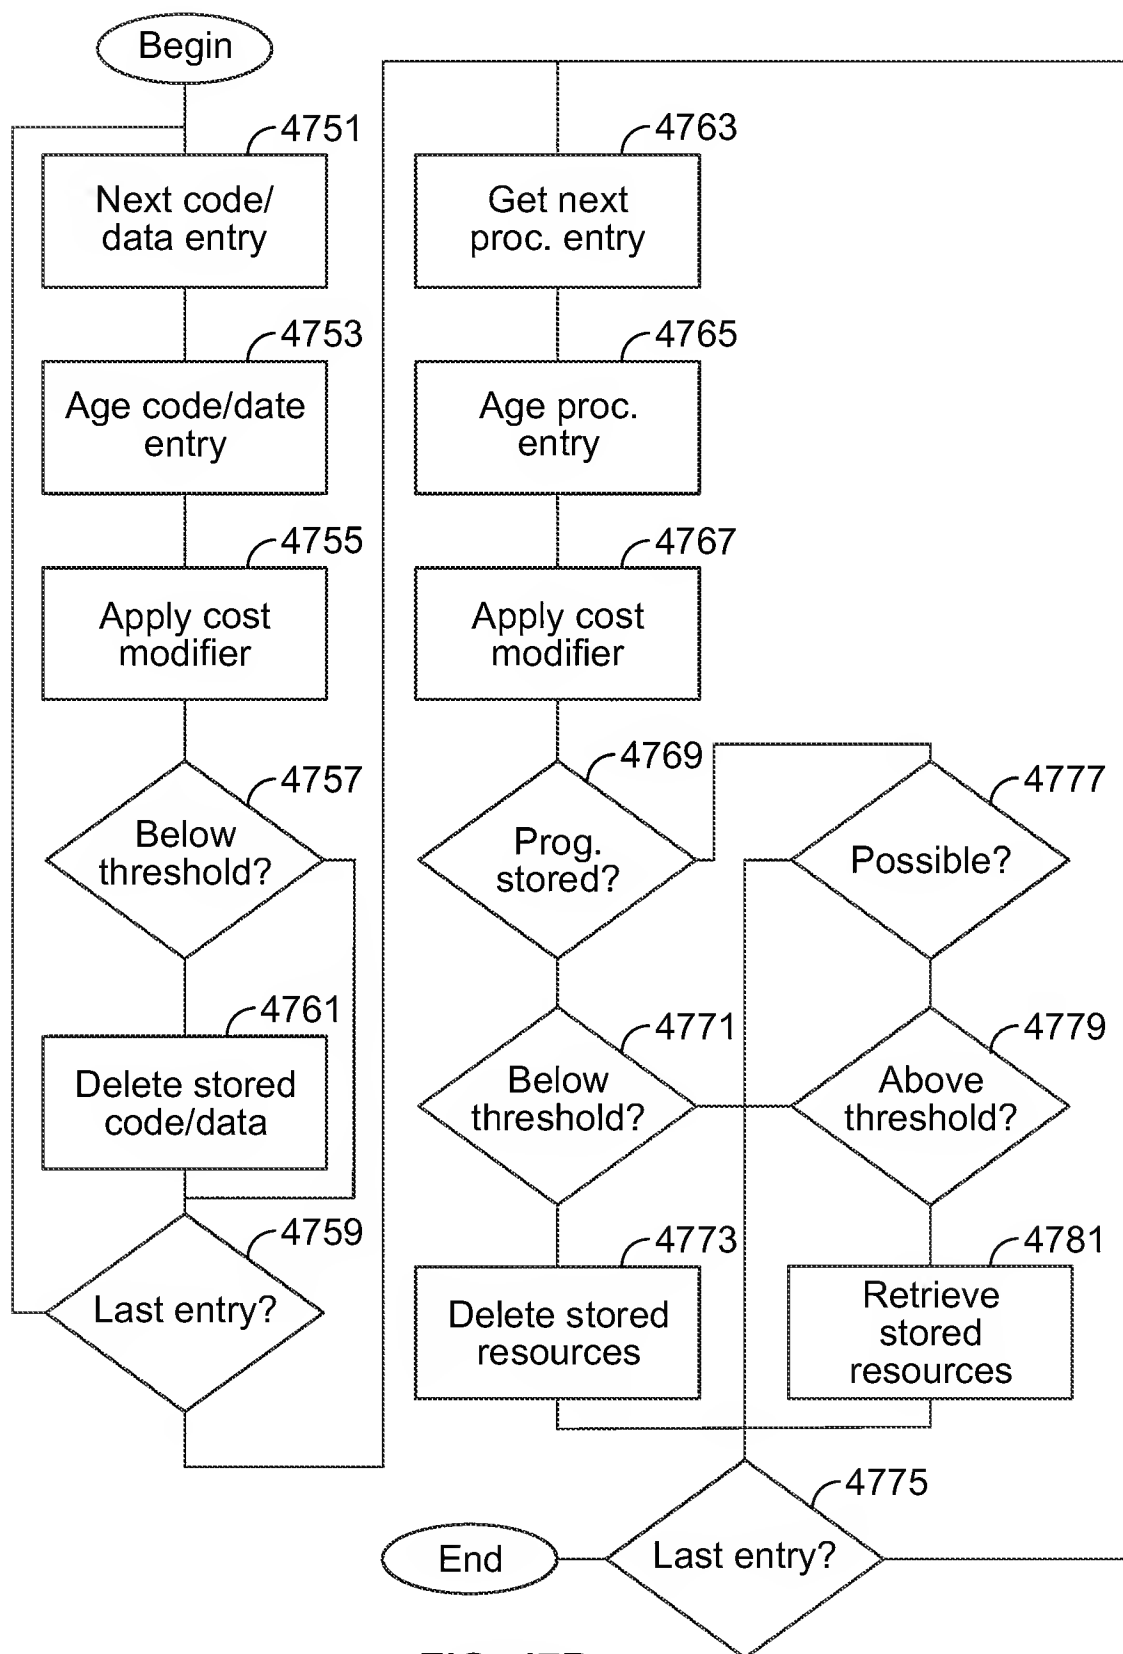 Begin
4751
Next code/
data entry
4753
Age code/date
entry
4755
Apply cost
modifier
4757
Below
threshold?
4761
Delete stored
code/data
4759
Last entry?
4763
Get next
proc. entry
4765
Age proc.
entry
4767
Apply cost
modifier
4769
Prog.
stored?
4771
Below
threshold?
4773
Delete stored
resources
4777
Possible?
4779
Above
threshold?
4781
Retrieve
stored
resources
4775
Last entry?
End